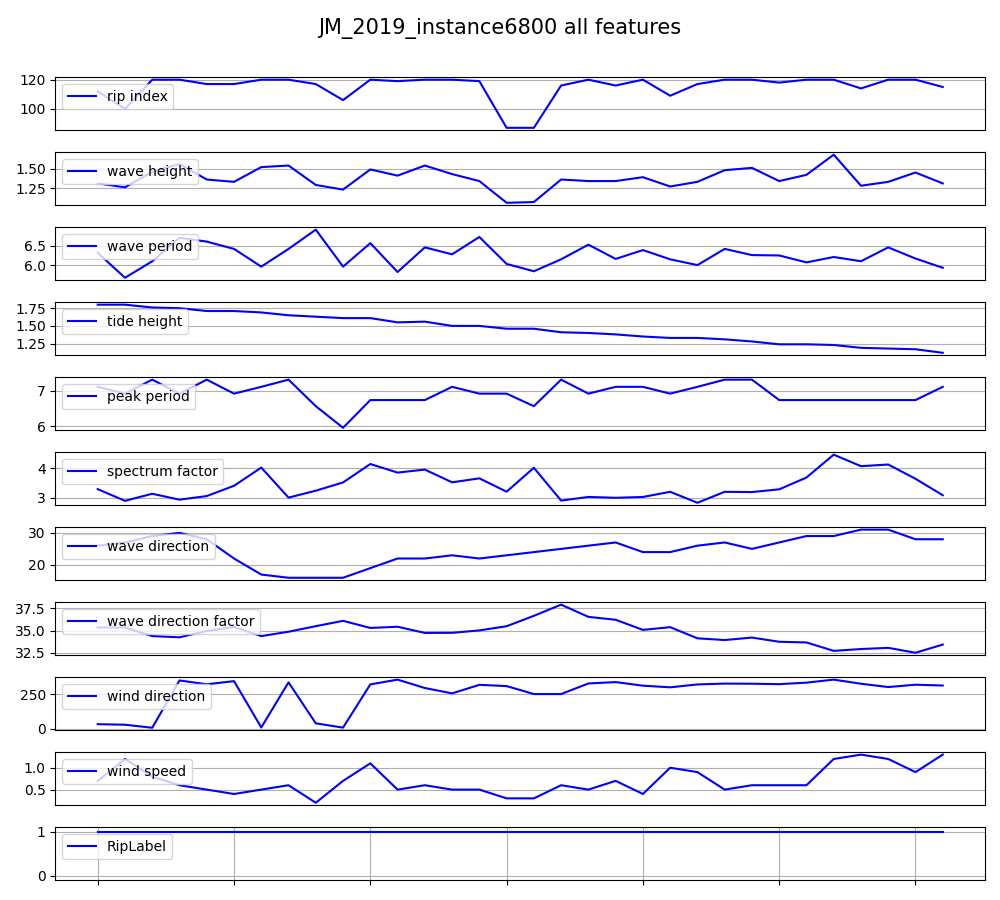 JM_2019_instance6800 all features
120
100
rip index
1.50
1.25
wave height
6.5
6.0
wave period
1.75
1.50
1.25
tide height
7
6
peak period
4
3
spectrum factor
30
20
wave direction
37.5
35.0
32.5
wave direction factor
250
0
wind direction
1.0
0.5
wind speed
1
0
RipLabel